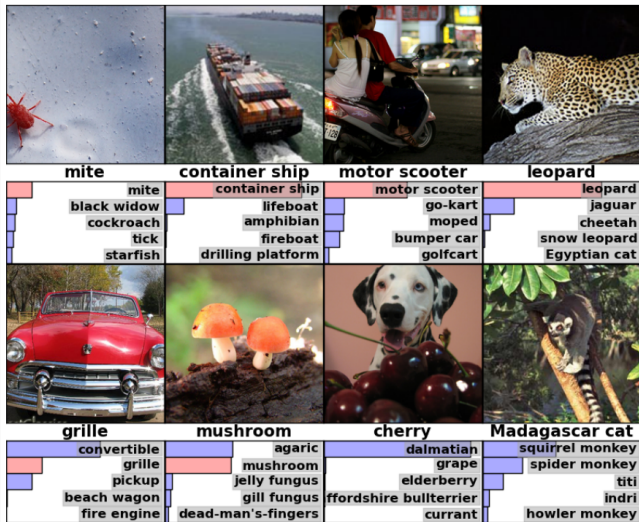 mite
container ship
motor scooter
leopard
mite
black widow
cockroach
tick
starfish
container ship
lifeboat
amphibian
fireboat
drilling platform
motor scooter
go-kart
moped
bumper car
golfcart
leopard
jaguar
cheetah
snow leopard
Egyptian cat
grille
mushroom
cherry
Madagascar cat
convertible
grille
pickup
beach wagon
fire engine
agaric
mushroom
jelly fungus
gill fungus
dead-man's-fingers
dalmatian
grape
elderberry
ffordshire bullterrier
currant
squirrel monkey
spider monkey
titi
indri
howler monkey